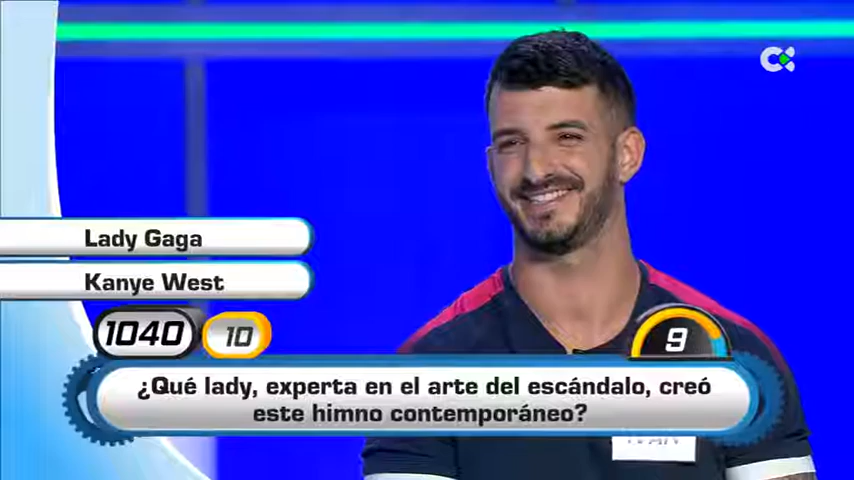 Lady Gaga
Kanye West
1040
10
9
¿Qué lady, experta en el arte del escándalo, creó
este himno contemporáneo?
IVÁN